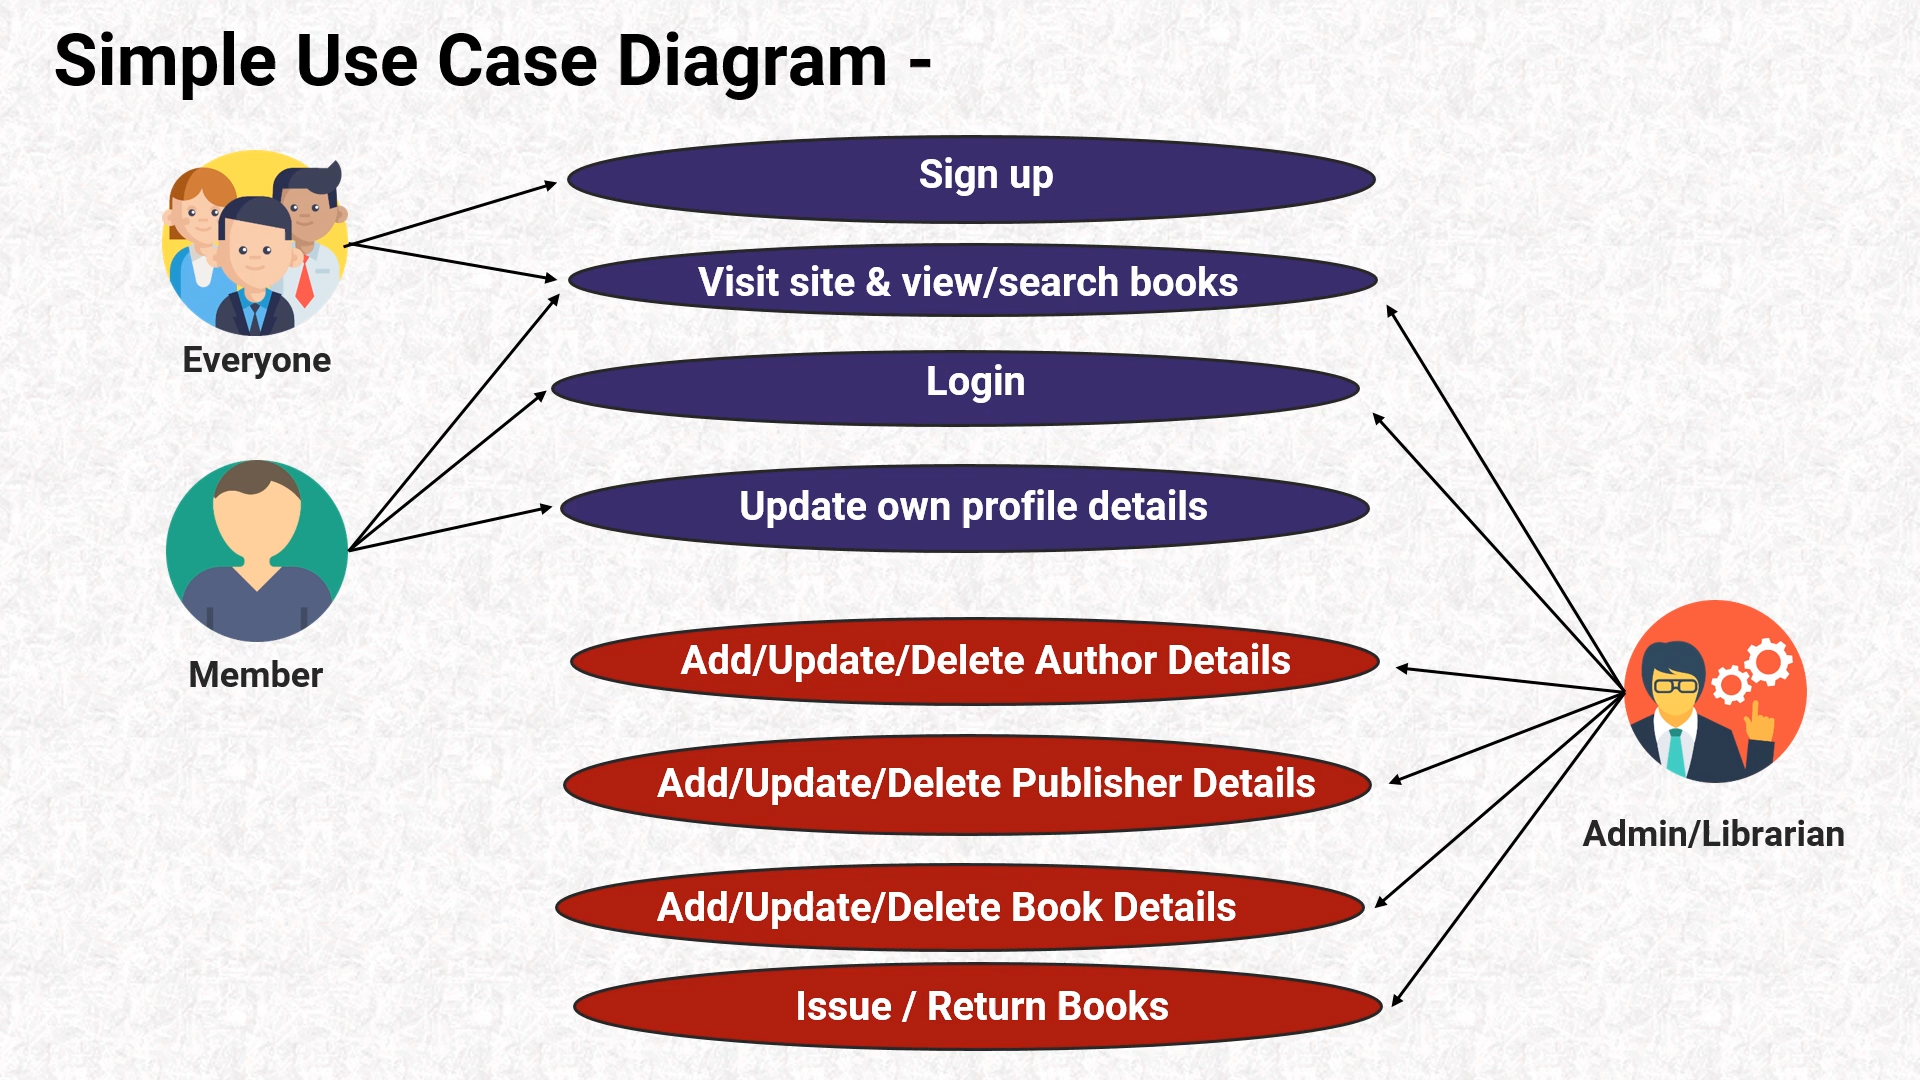 Simple Use Case Diagram -
Sign up
Visit site & view/search books
Everyone
Login
Update own profile details
Member
Add/Update/Delete Author Details
Add/Update/Delete Publisher Details
Admin/Librarian
Add/Update/Delete Book Details
Issue / Return Books